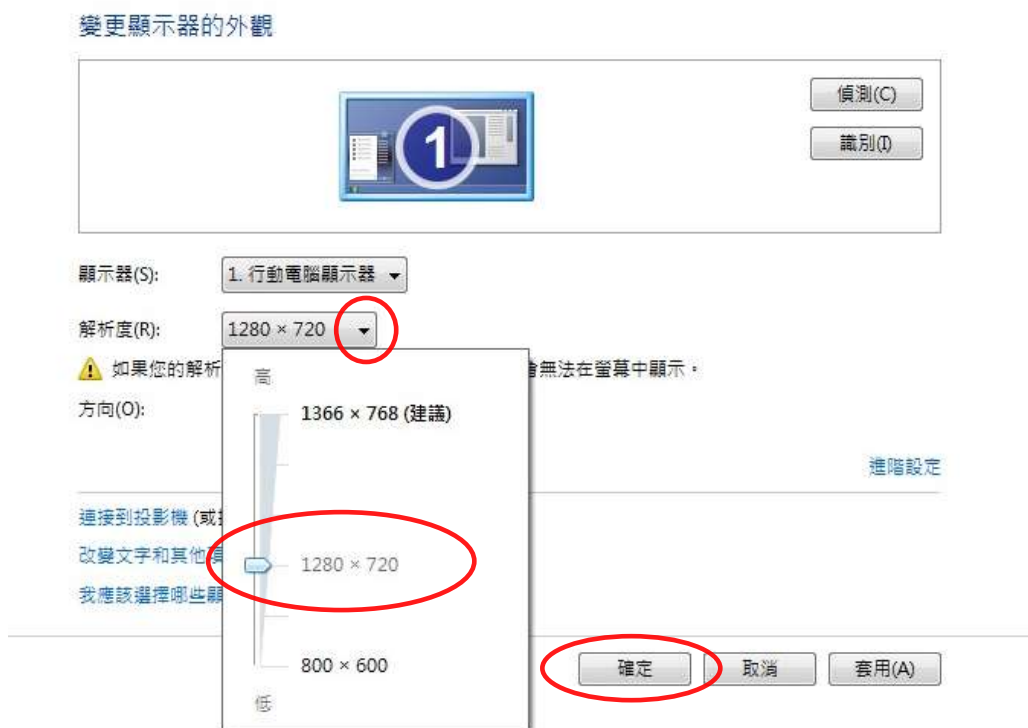 變更顯示器的外觀
1
偵測(C)
識別(I)
顯示器(S): 1. 行動電腦顯示器
解析度(R): 1280 × 720
如果您的解析 會無法在螢幕中顯示。
高
方向(O):
1366 × 768 (建議)
進階設定
連接到投影機 (或
改變文字和其他
1280 × 720
我應該選擇哪些顯
800 × 600
確定 取消 套用(A)
低